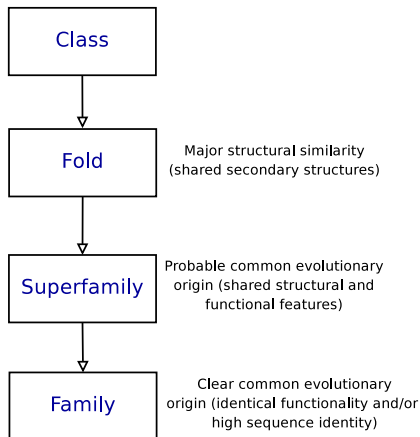 Class
Fold
Major structural similarity
(shared secondary structures)
Superfamily
Probable common evolutionary
origin (shared structural and
functional features)
Family
Clear common evolutionary
origin (identical functionality and/or
high sequence identity)